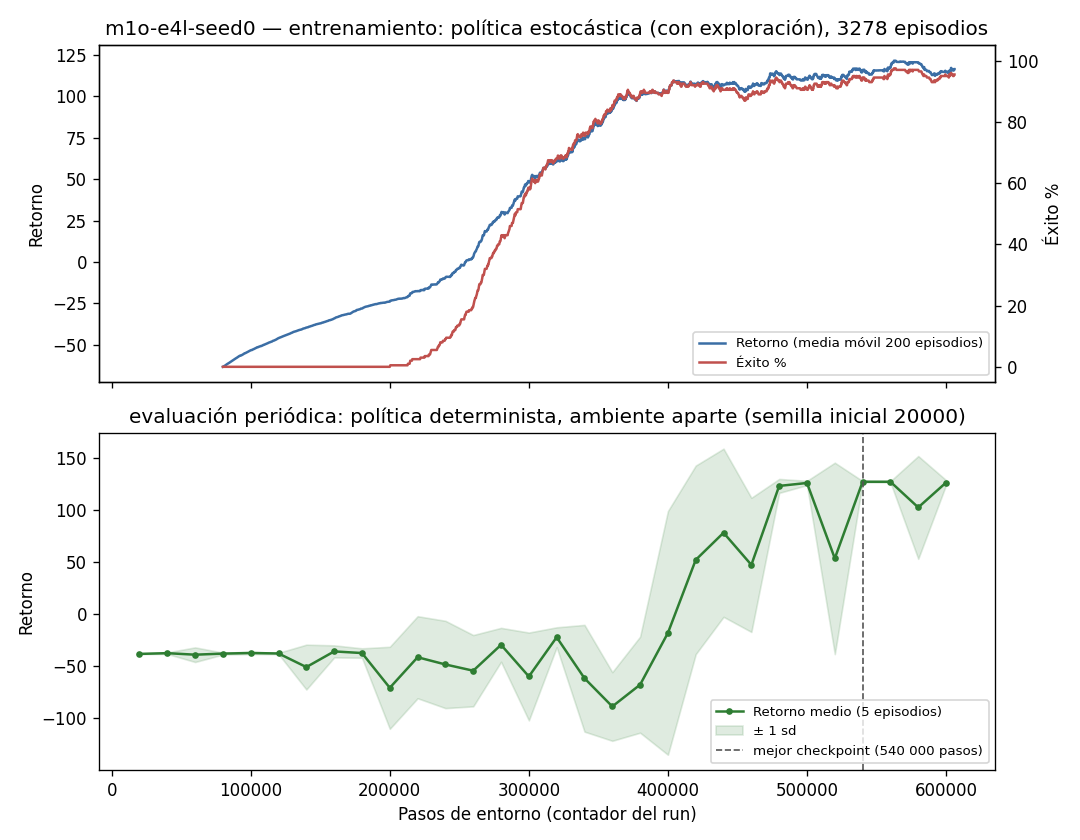 m1o-e4l-seed0 — entrenamiento: política estocástica (con exploración), 3278 episodios
125
100
75
50
25
0
−25
−50
Retorno
100
80
60
40
20
0
Éxito %
Retorno (media móvil 200 episodios)
Éxito %
evaluación periódica: política determinista, ambiente aparte (semilla inicial 20000)
150
100
50
0
−50
−100
Retorno
Retorno medio (5 episodios)
± 1 sd
mejor checkpoint (540 000 pasos)
0 100000 200000 300000 400000 500000 600000
Pasos de entorno (contador del run)